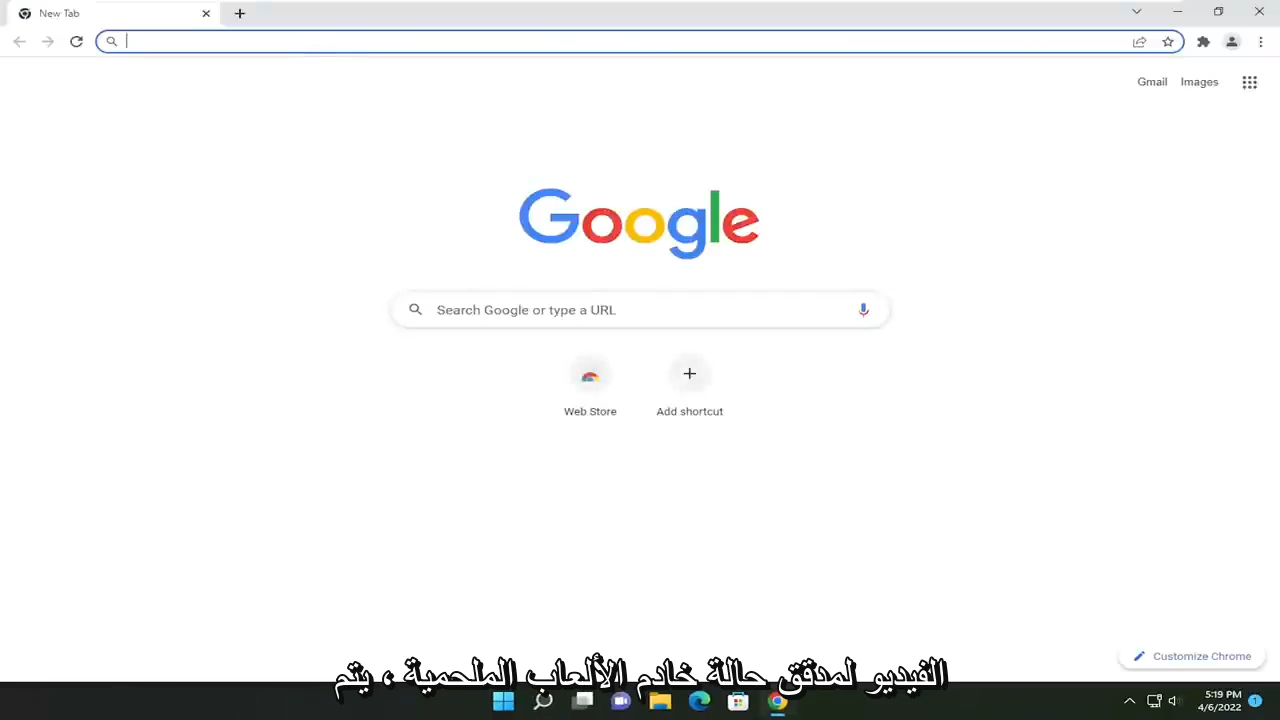 New Tab
Gmail Images
Google
Search Google or type a URL
Web Store Add shortcut
Customize Chrome
الفيديو لمدقق حالة خادم الألعاب الملحمية ، يتم
5:19 PM
4/6/2022
1